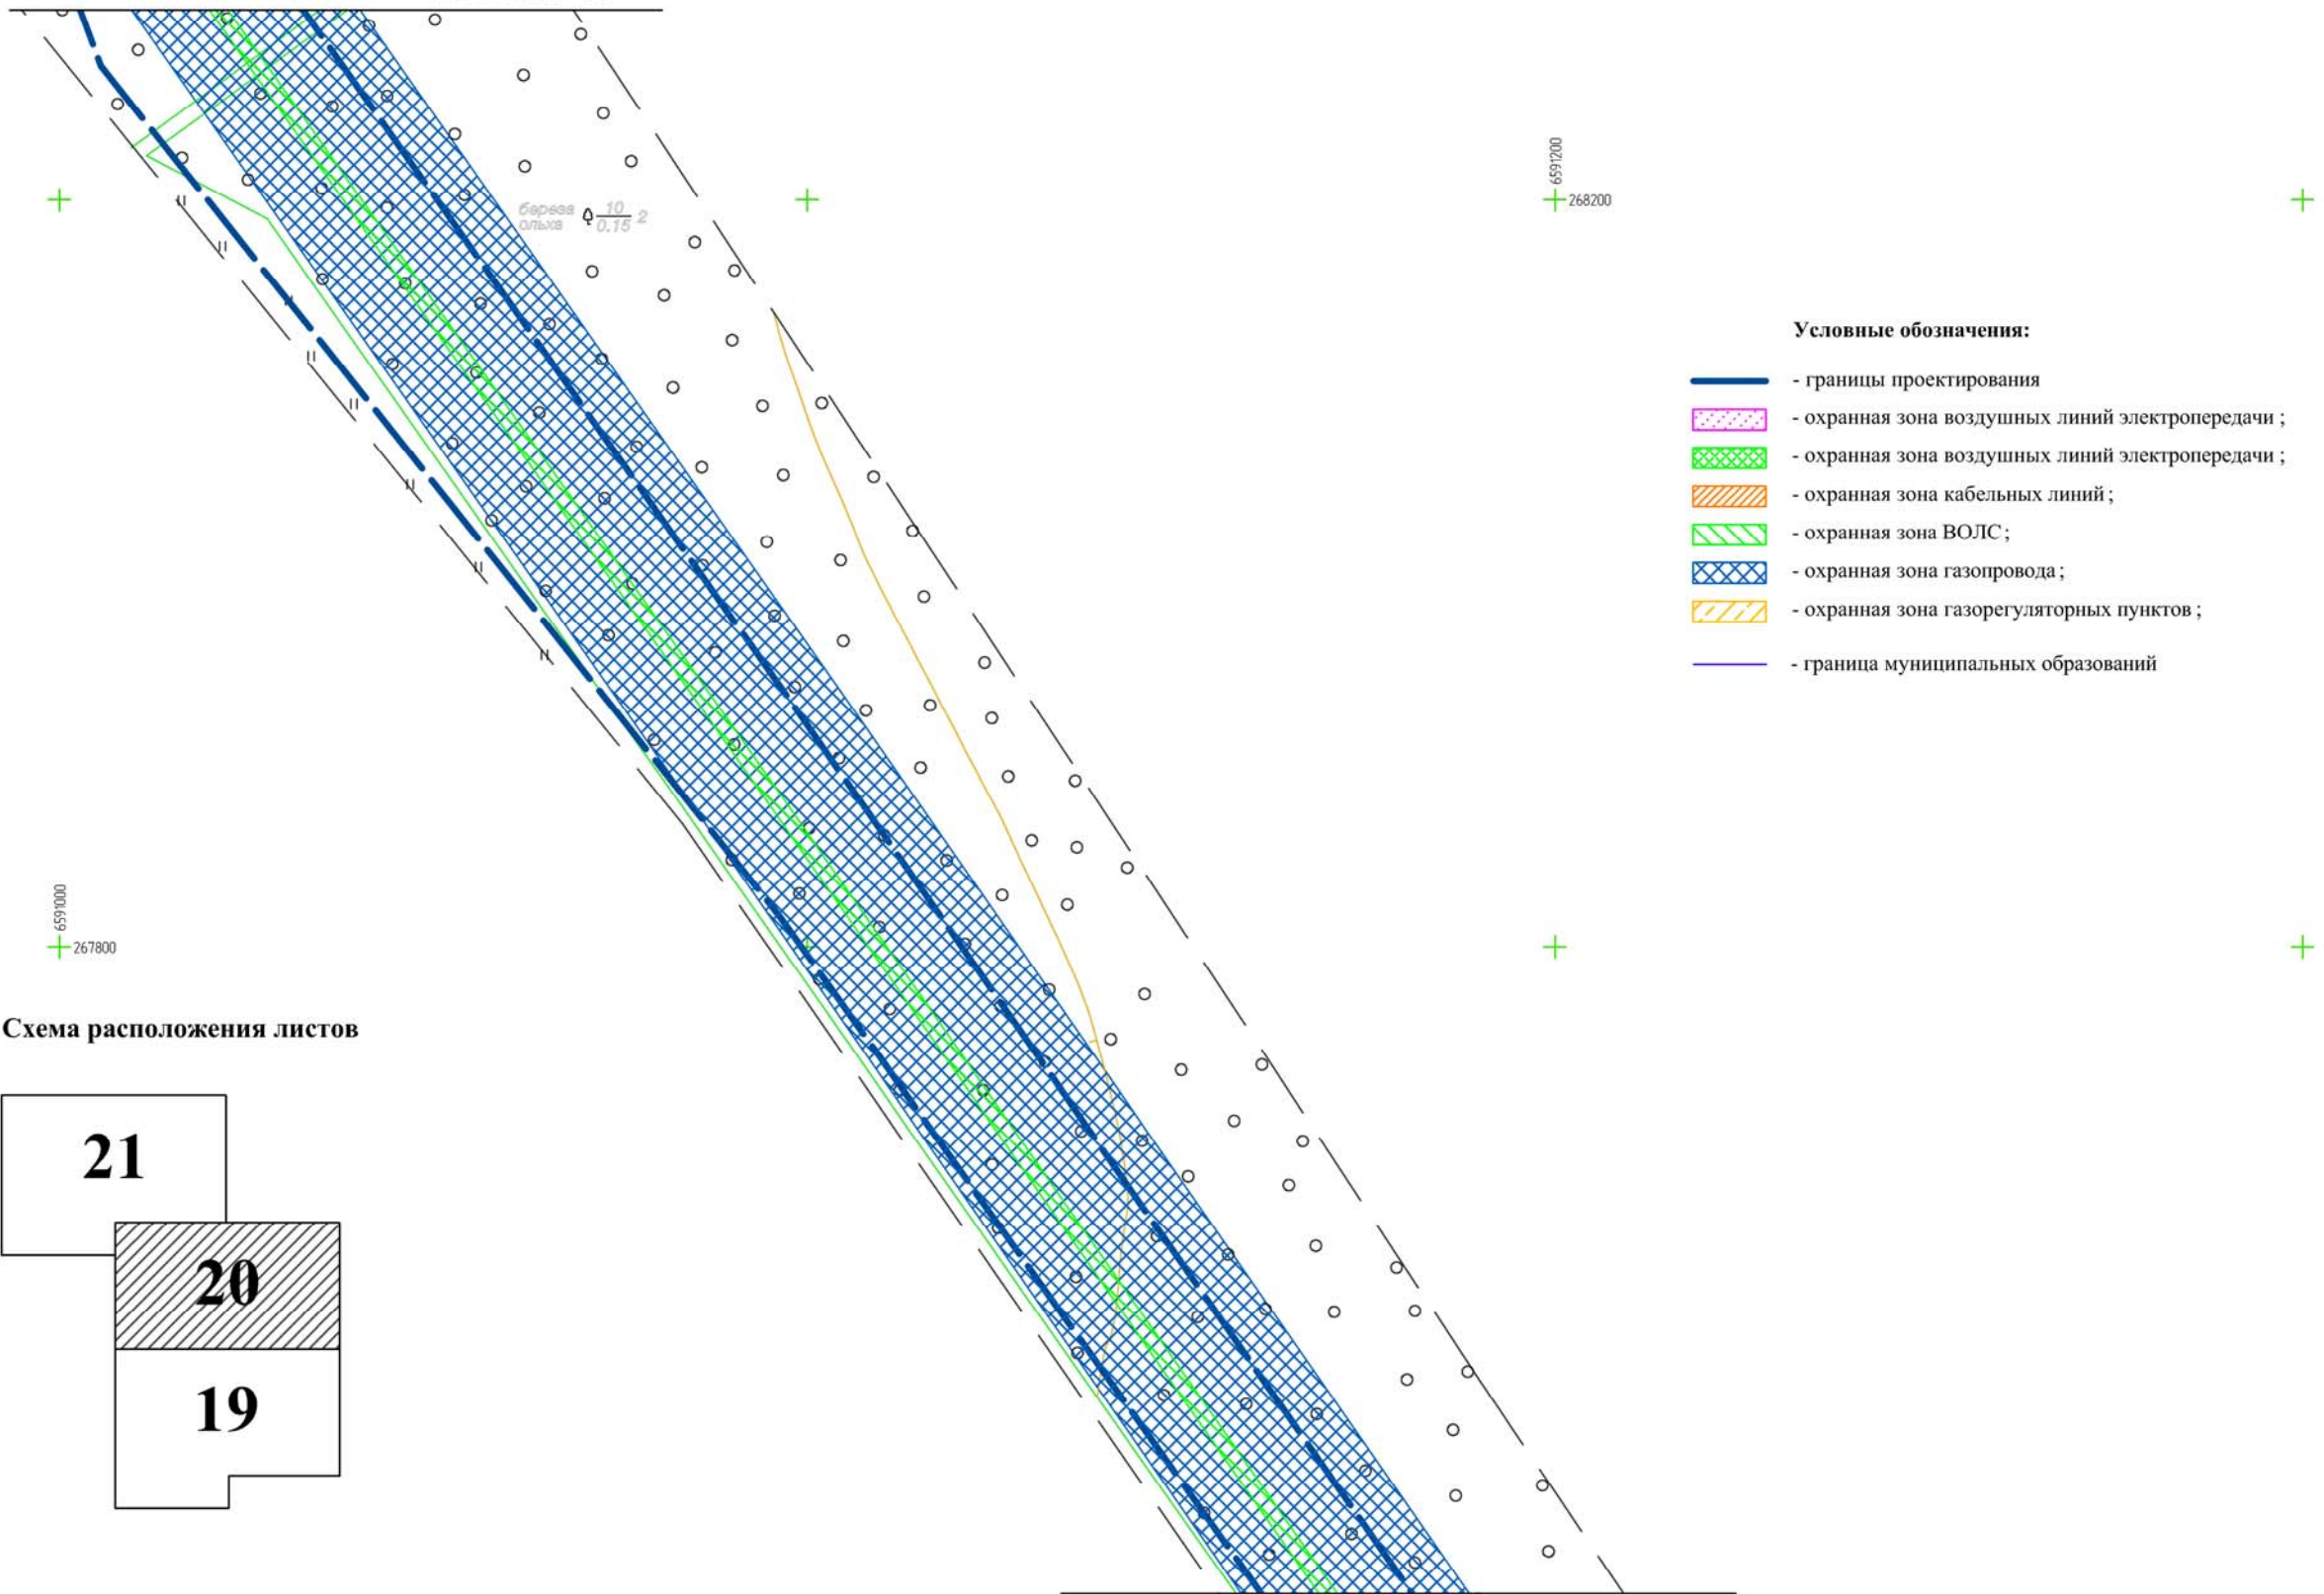 6591200
268200
береза 10
ольха 0.15 2
Условные обозначения:
- границы проектирования
- охранная зона воздушных линий электропередачи ;
- охранная зона воздушных линий электропередачи ;
- охранная зона кабельных линий ;
- охранная зона ВОЛС ;
- охранная зона газопровода ;
- охранная зона газорегуляторных пунктов ;
- граница муниципальных образований
6591000
267800
Схема расположения листов
21
20
19